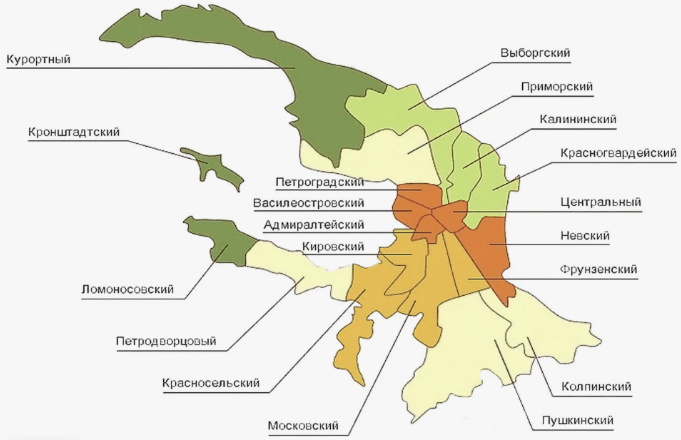 Выборгский
Курортный
Приморский
Калининский
Кронштадтский
Красногвардейский
Петроградский
Василеостровский
Центральный
Адмиралтейский
Невский
Кировский
Фрунзенский
Ломоносовский
Петродворцовый
Красносельский
Колпинский
Пушкинский
Московский